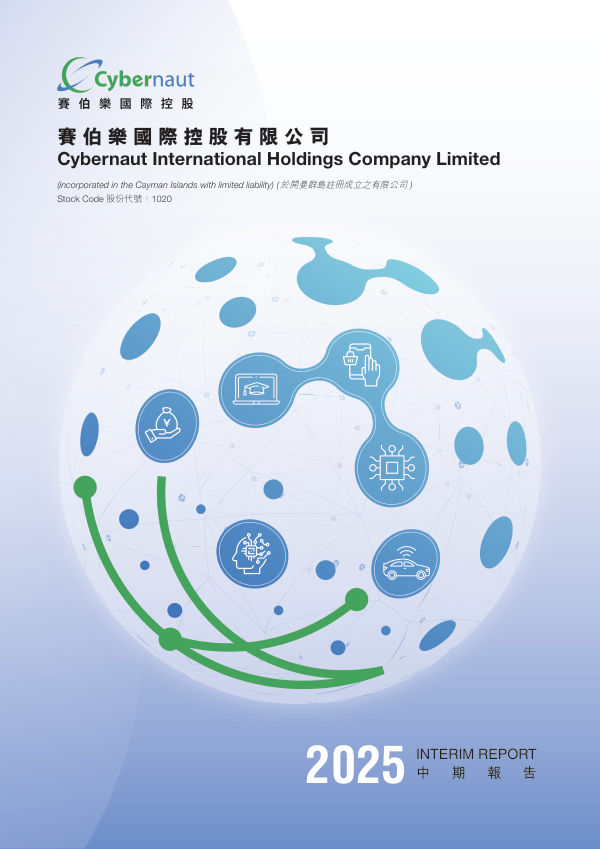 Cybernaut
賽伯樂國際控股
賽伯樂國際控股有限公司
Cybernaut International Holdings Company Limited
(incorporated in the Cayman Islands with limited liability) (於開曼群島註冊成立之有限公司)
Stock Code 股份代號：1020
¥
2025 INTERIM REPORT
中期報告